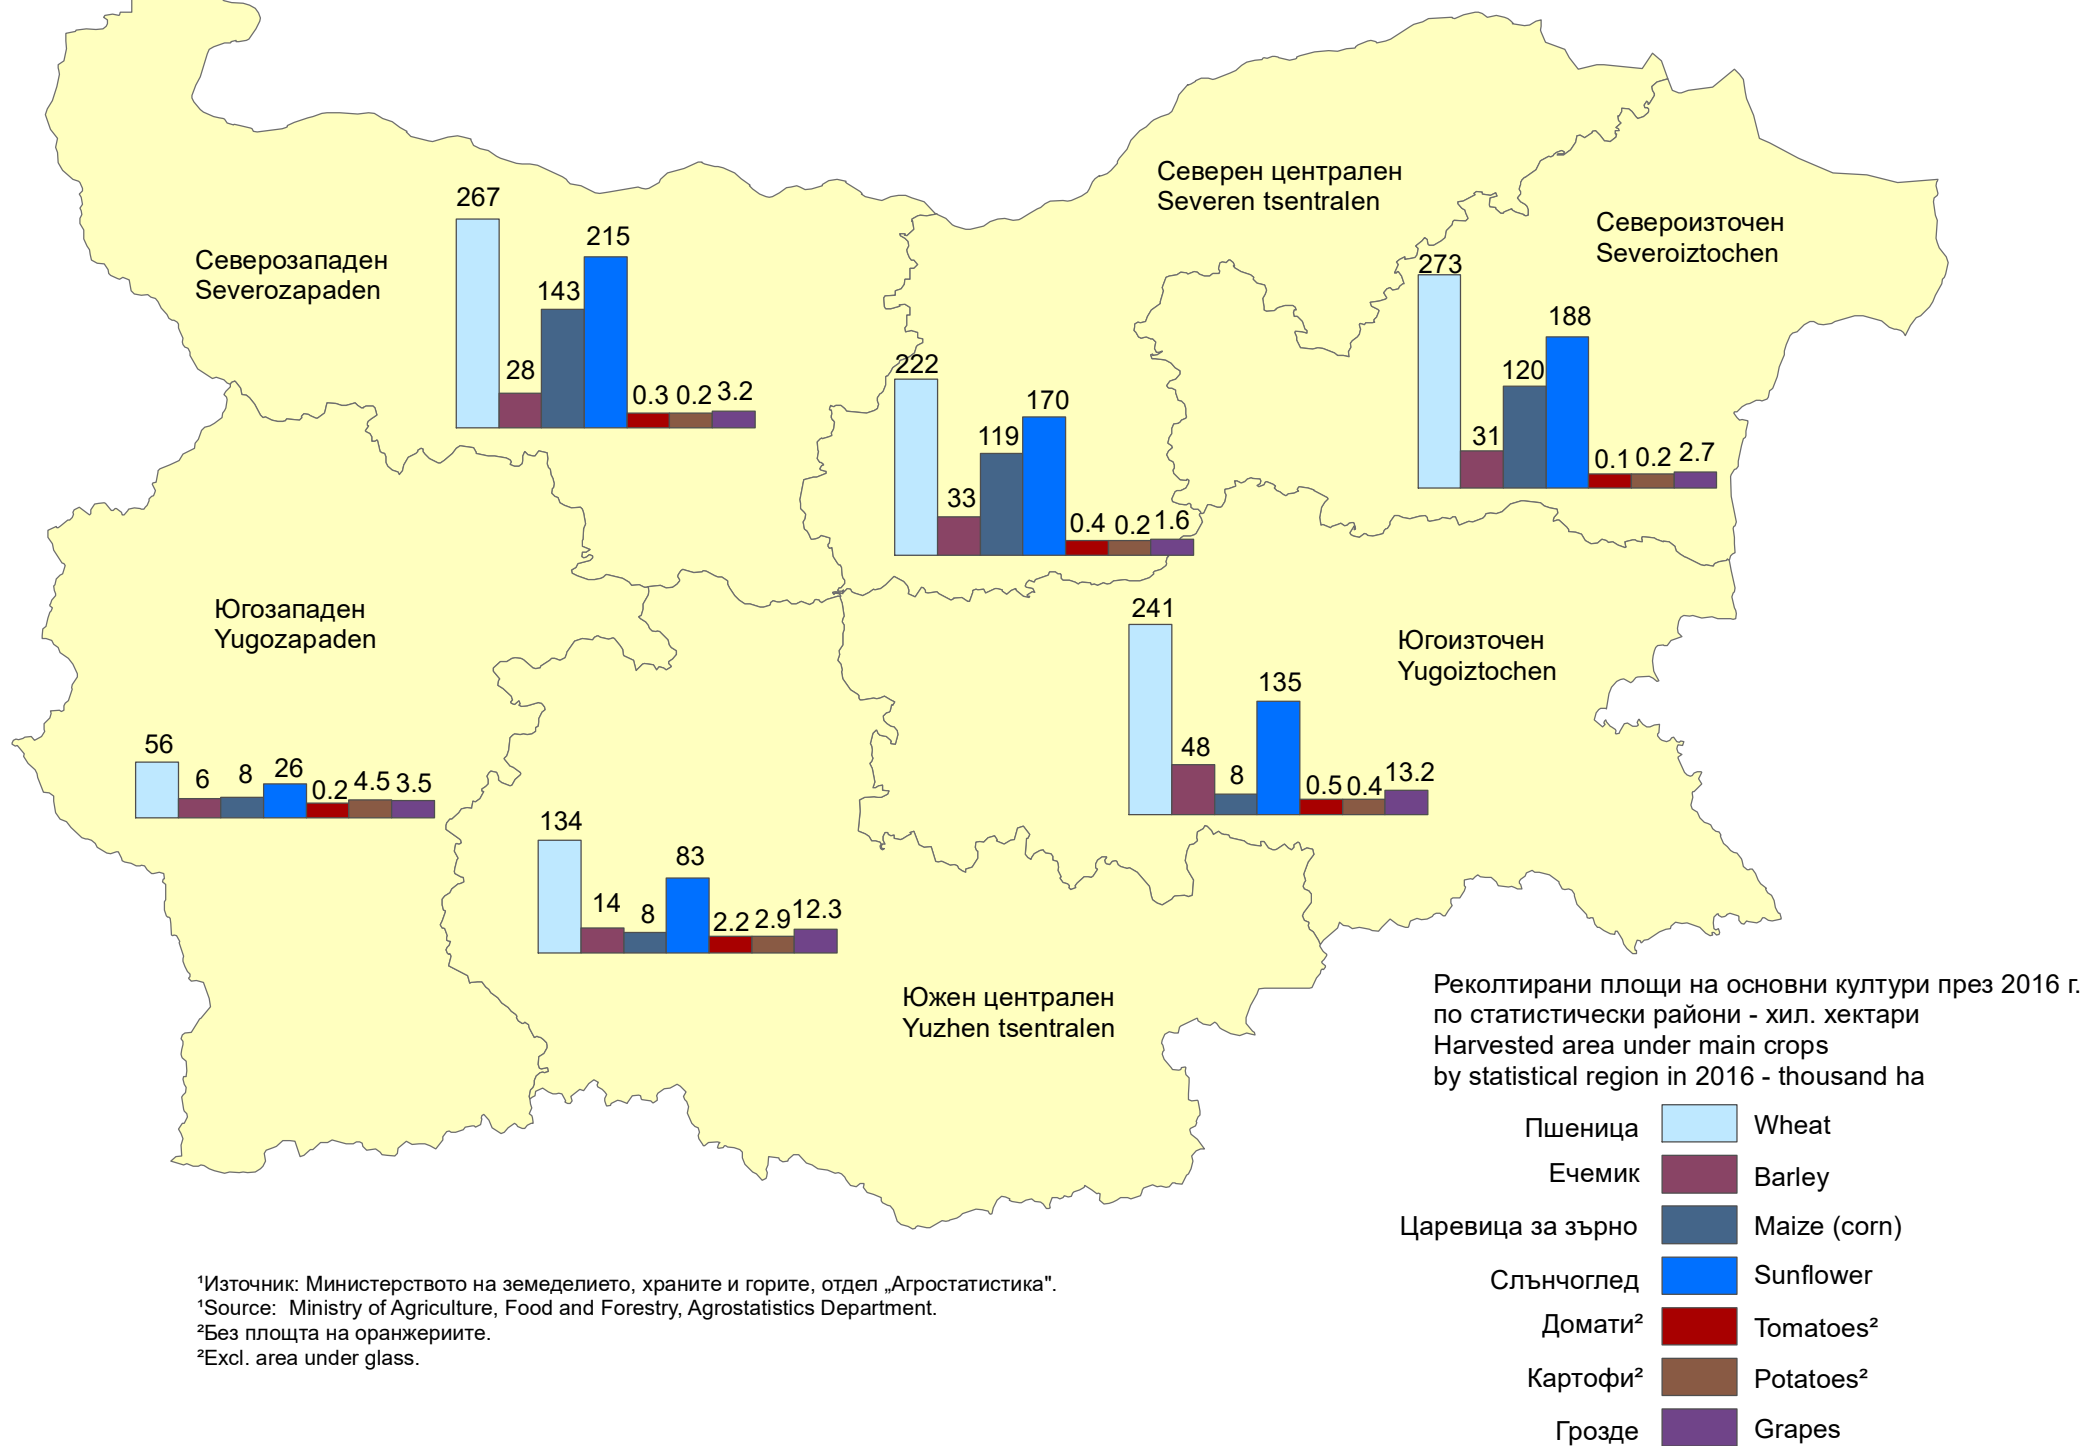 Северозападен
Severozapaden
267
28
143
215
0.3
0.2
3.2
Северен централен
Severen tsentralen
222
33
119
170
0.4
0.2
1.6
Североизточен
Severoiztochen
273
31
120
188
0.1
0.2
2.7
Югозападен
Yugozapaden
56
6
8
26
0.2
4.5
3.5
Южен централен
Yuzhen tsentralen
134
14
8
83
2.2
2.9
12.3
Югоизточен
Yugoiztochen
241
48
8
135
0.5
0.4
13.2
Реколтирани площи на основни култури през 2016 г.
по статистически райони - хил. хектари
Harvested area under main crops
by statistical region in 2016 - thousand ha
Пшеница Wheat
Ечемик Barley
Царевица за зърно Maize (corn)
Слънчоглед Sunflower
Домати² Tomatoes²
Картофи² Potatoes²
Грозде Grapes
¹Източник: Министерството на земеделието, храните и горите, отдел „Агростатистика".
¹Source: Ministry of Agriculture, Food and Forestry, Agrostatistics Department.
²Без площта на оранжериите.
²Excl. area under glass.